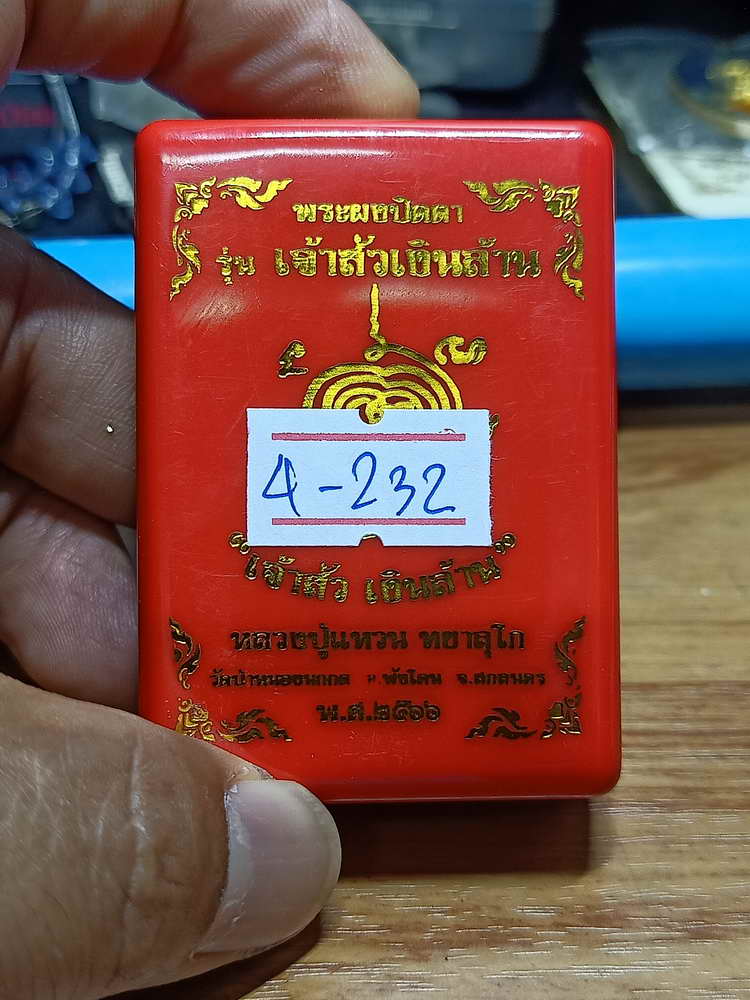 พระผงปิดตา
รุ่น เจ้าสัวเงินล้าน
4-232
"เจ้าสัว เงินล้าน"
หลวงปู่แหวน ทยาลุโก
วัดป่าหนองนกกด อ.พังโคน จ.สกลนคร
พ.ศ.๒๕๖๖